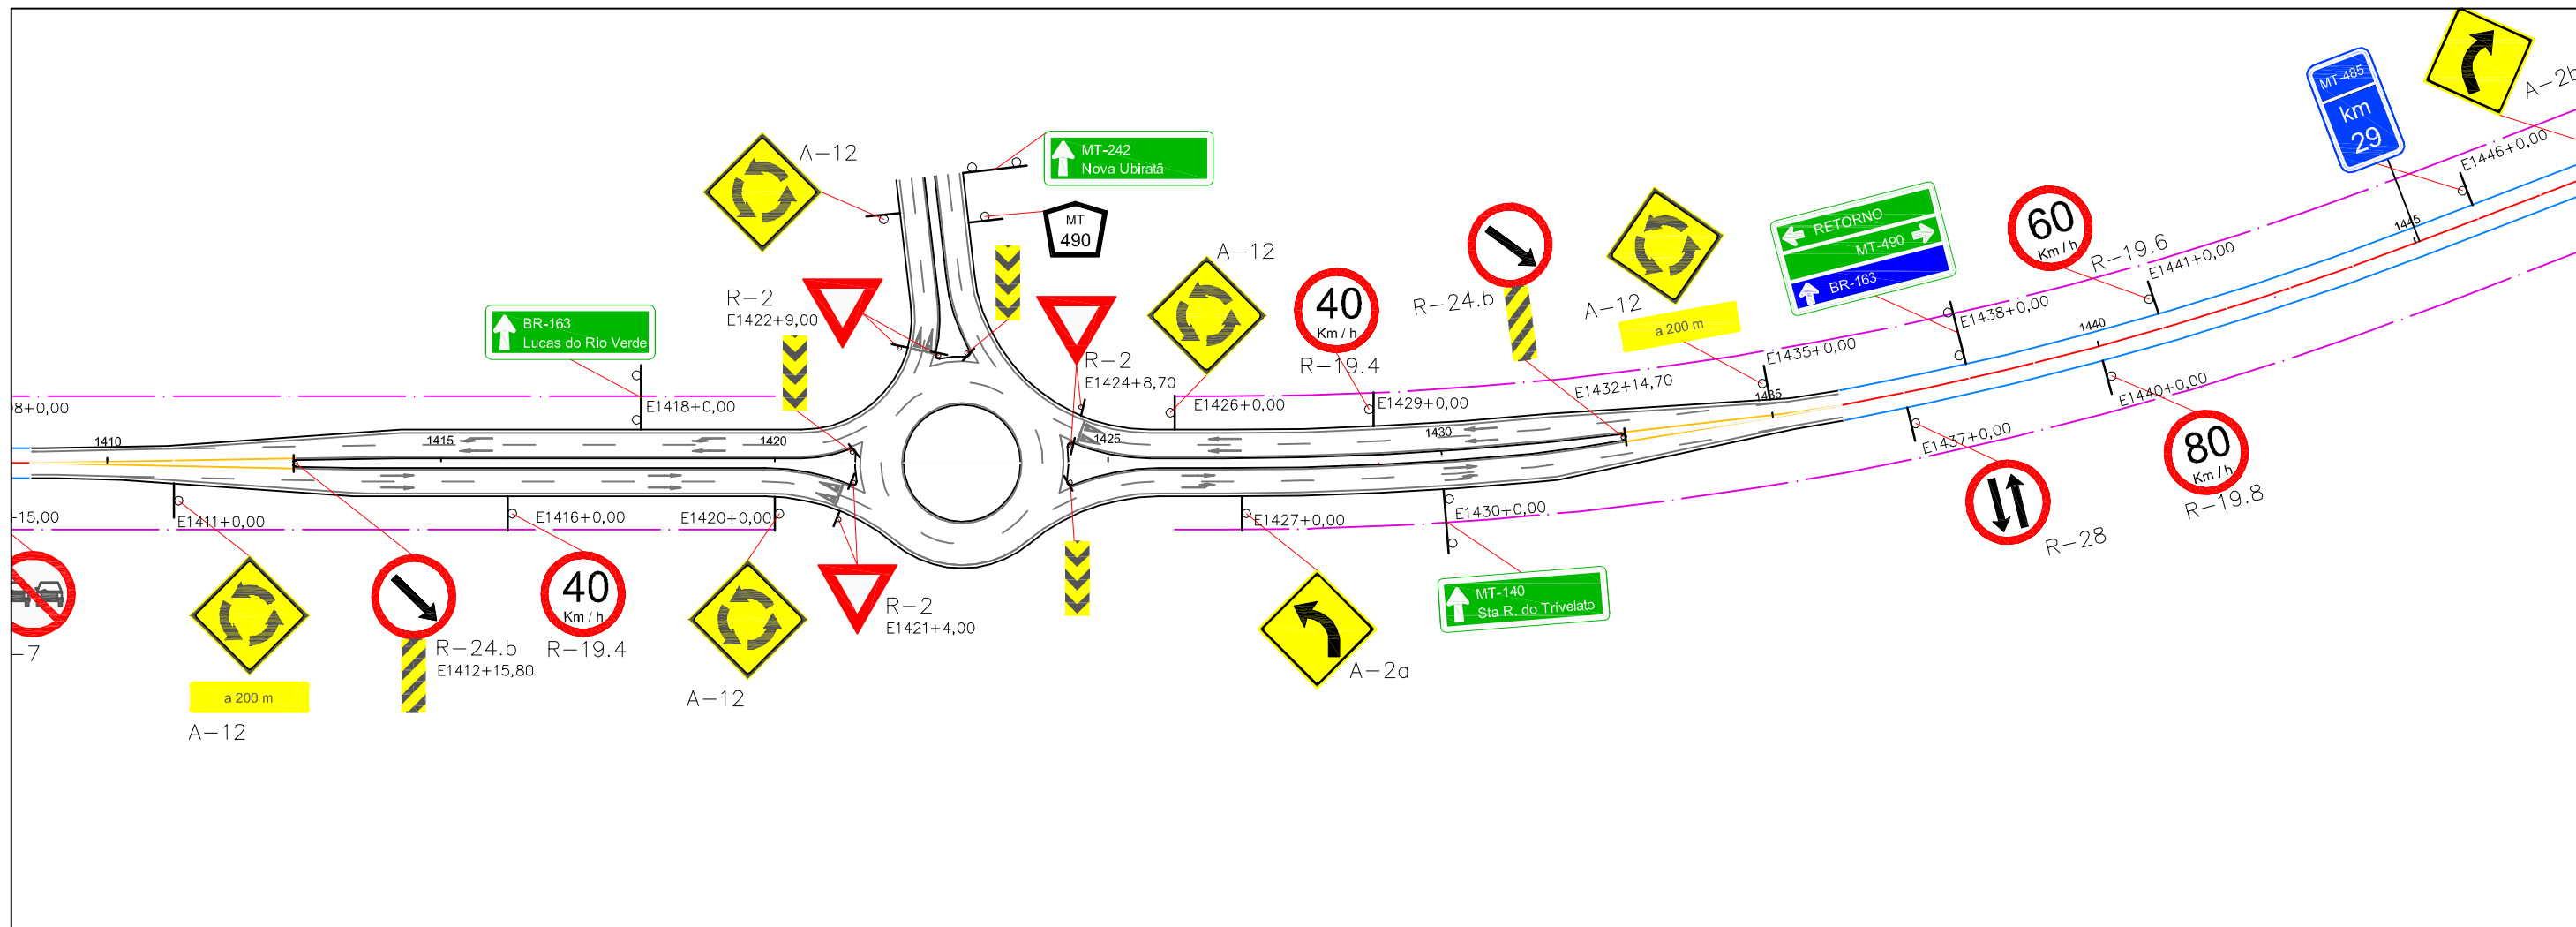 A-12
MT-242
Nova Ubiratã
MT
490
A-12
R-2
E1422+9,00
BR-163
Lucas do Rio Verde
R-2
E1424+8,70
40
Km / h
R-19.4
R-24.b
A-12
a 200 m
RETORNO
MT-490
BR-163
60
Km / h
R-19.6
MT-485
km
29
A-2b
E1446+0,00
E1441+0,00
E1438+0,00
E1435+0,00
E1432+14,70
E1429+0,00
E1426+0,00
E1418+0,00
98+0,00
1410
1415
1420
1425
1430
1435
1440
1445
-15,00
E1411+0,00
E1416+0,00
E1420+0,00
E1427+0,00
E1430+0,00
E1437+0,00
E1440+0,00
-7
a 200 m
A-12
R-24.b
E1412+15,80
40
Km / h
R-19.4
A-12
R-2
E1421+4,00
A-2a
MT-140
Sta R. do Trivelato
R-28
80
Km / h
R-19.8